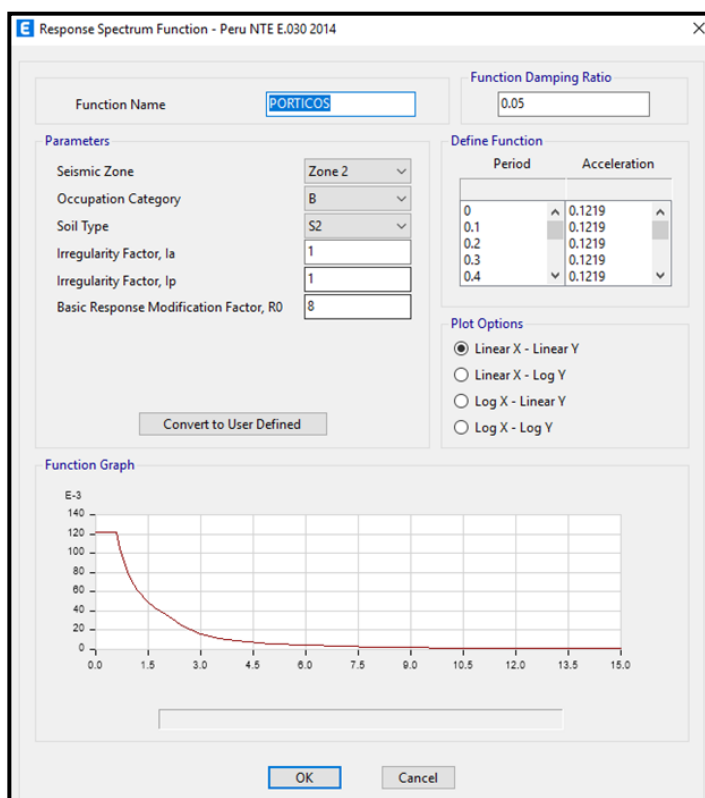 E Response Spectrum Function - Peru NTE E.030 2014
Function Name PORTICOS
Function Damping Ratio
0.05
Parameters
Seismic Zone Zone 2
Occupation Category B
Soil Type S2
Irregularity Factor, Ia 1
Irregularity Factor, Ip 1
Basic Response Modification Factor, R0 8
Convert to User Defined
Define Function
Period Acceleration
0 0.1219
0.1 0.1219
0.2 0.1219
0.3 0.1219
0.4 0.1219
Plot Options
Linear X - Linear Y
Linear X - Log Y
Log X - Linear Y
Log X - Log Y
Function Graph
E-3
140
120
100
80
60
40
20
0
0.0 1.5 3.0 4.5 6.0 7.5 9.0 10.5 12.0 13.5 15.0
OK Cancel